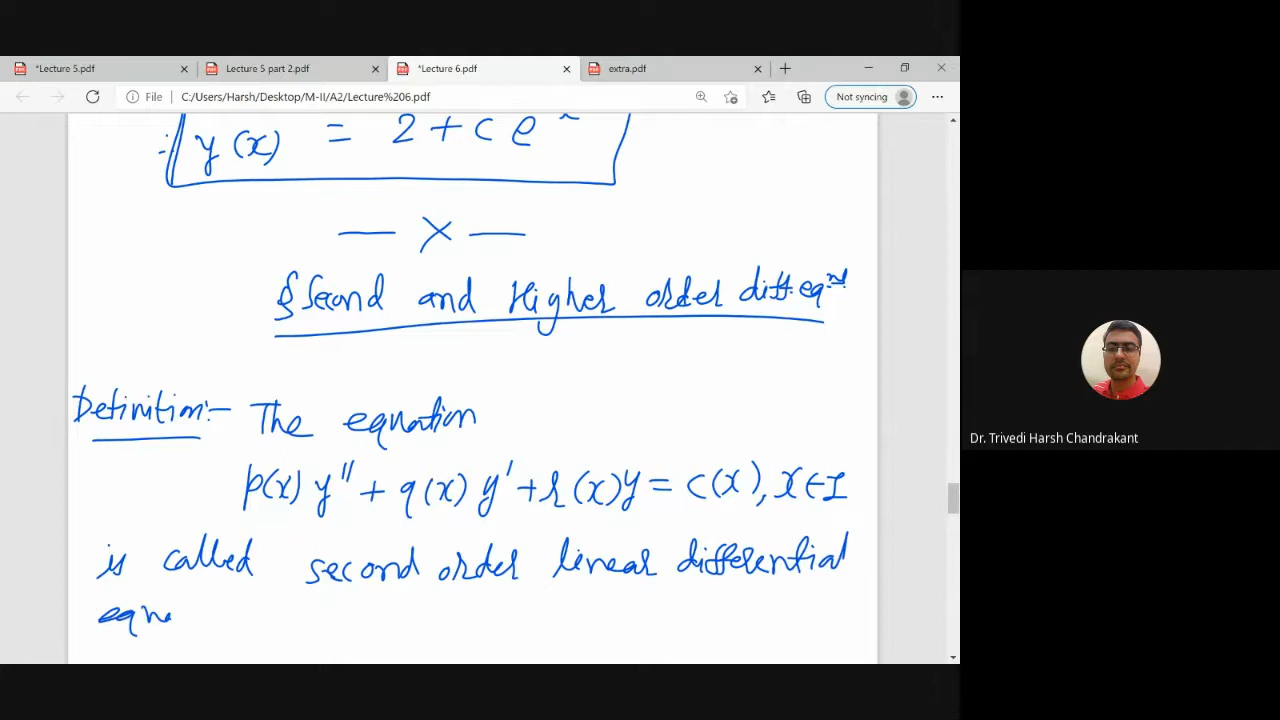 *Lecture 5.pdf
Lecture 5 part 2.pdf
*Lecture 6.pdf
extra.pdf
File
C:/Users/Harsh/Desktop/M-II/A2/Lecture%206.pdf
Not syncing
y(x) = 2 + c e
— × —
§ Second and Higher order diff. eqⁿs.
Definition:- The equation
p(x) y'' + q(x) y' + r(x) y = c(x), x ∈ I
is called second order linear differential
eqn
Dr. Trivedi Harsh Chandrakant